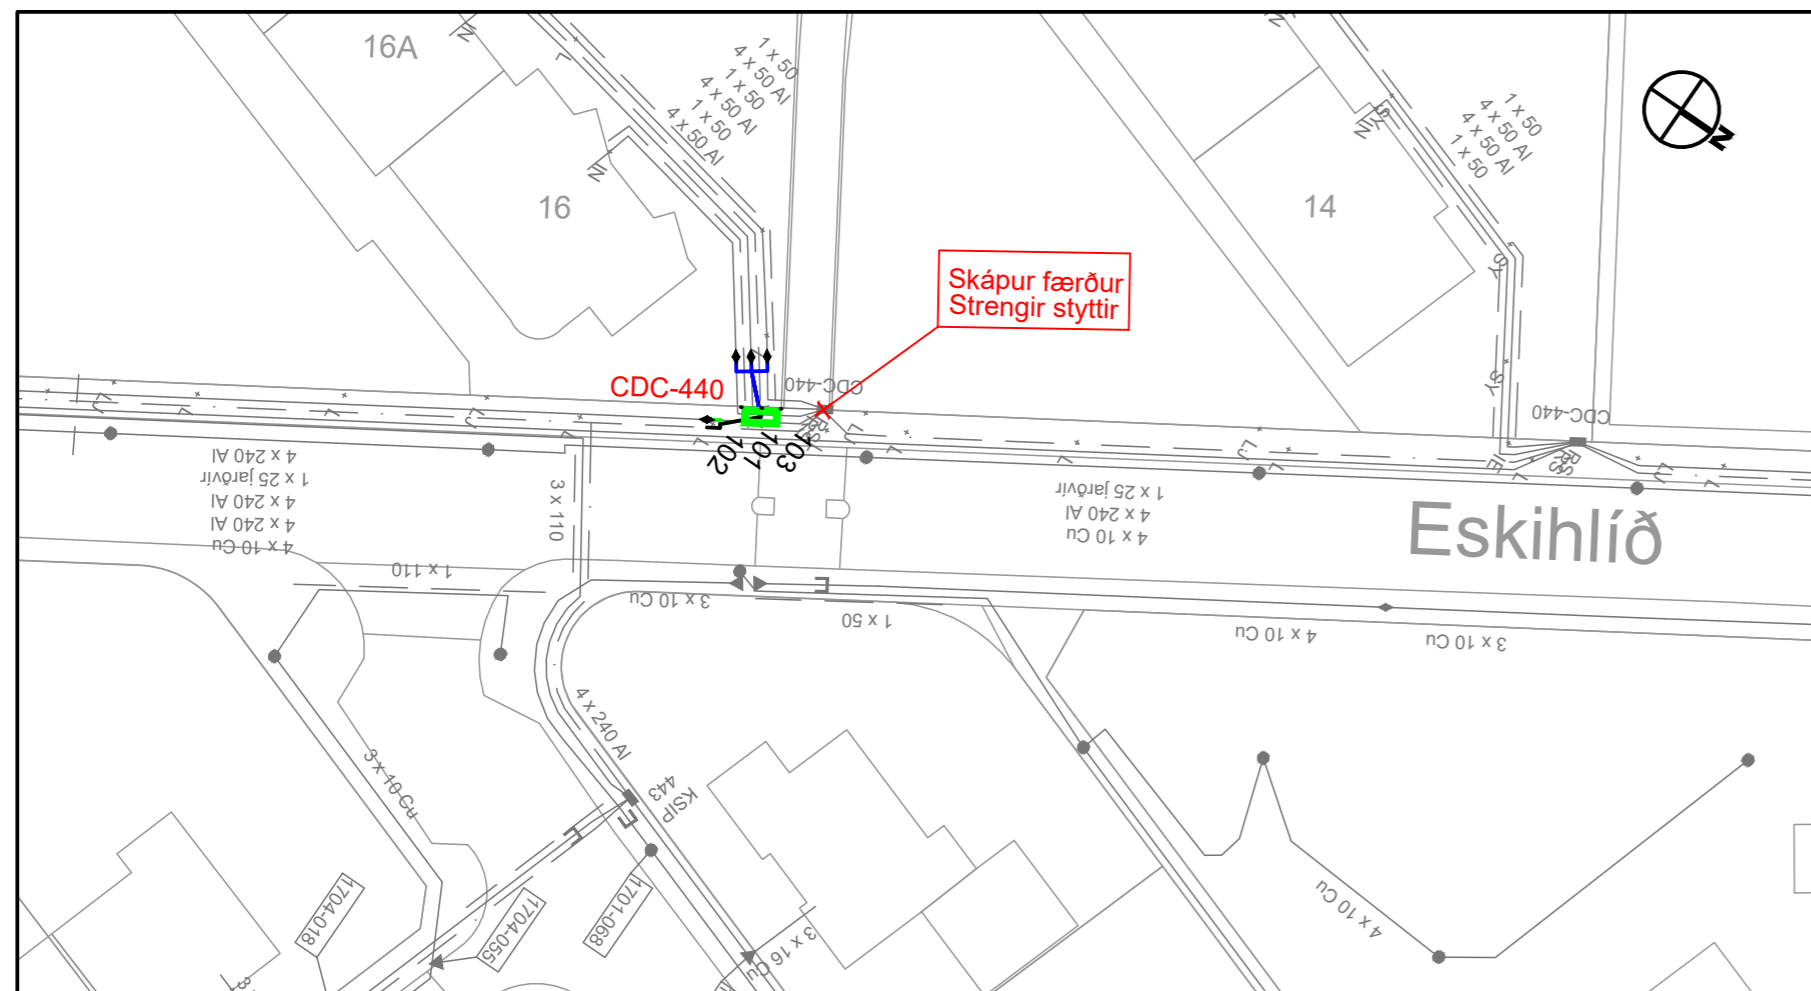 16A
16
14
1 x 50
4 x 50 Al
1 x 50
4 x 50 Al
1 x 50
4 x 50 Al
1 x 50
4 x 50 Al
4 x 50 Al
1 x 50
N
Skápur færður
Strengir styttir
CDC-440
CDC-440
CDC-440
102
101
103
4 x 240 Al
1 x 25 jarðvír
4 x 240 Al
4 x 240 Al
4 x 10 Cu
3 x 110
1 x 25 jarðvír
4 x 240 Al
4 x 10 Cu
Eskihlíð
1 x 110
3 x 10 Cu
1 x 50
4 x 10 Cu
3 x 10 Cu
4 x 240 Al
3 x 10 Cu
KSIP
443
1704-018
1704-055
1701-068
3 x 16 Cu
4 x 10 Cu